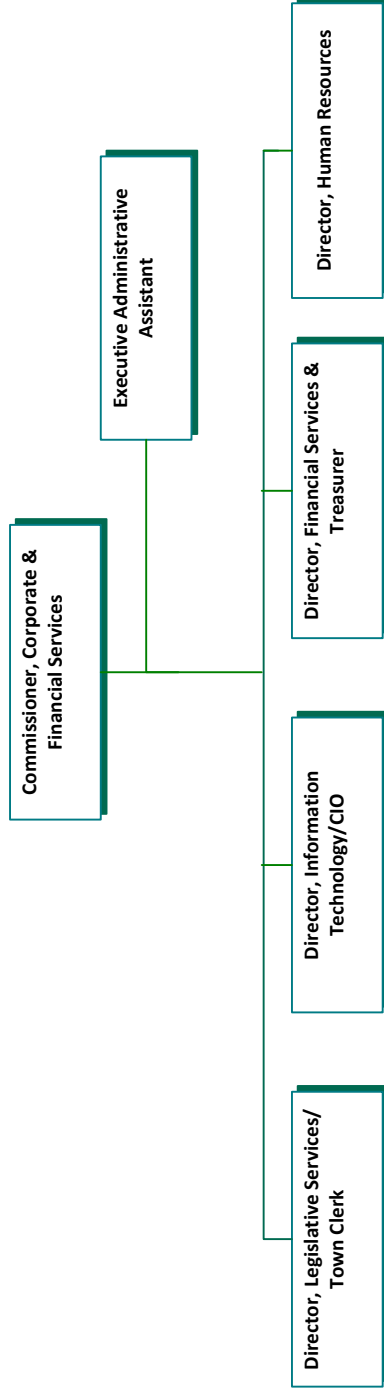 Commissioner, Corporate &
Financial Services
Executive Administrative
Assistant
Director, Legislative Services/
Town Clerk
Director, Information
Technology/CIO
Director, Financial Services &
Treasurer
Director, Human Resources